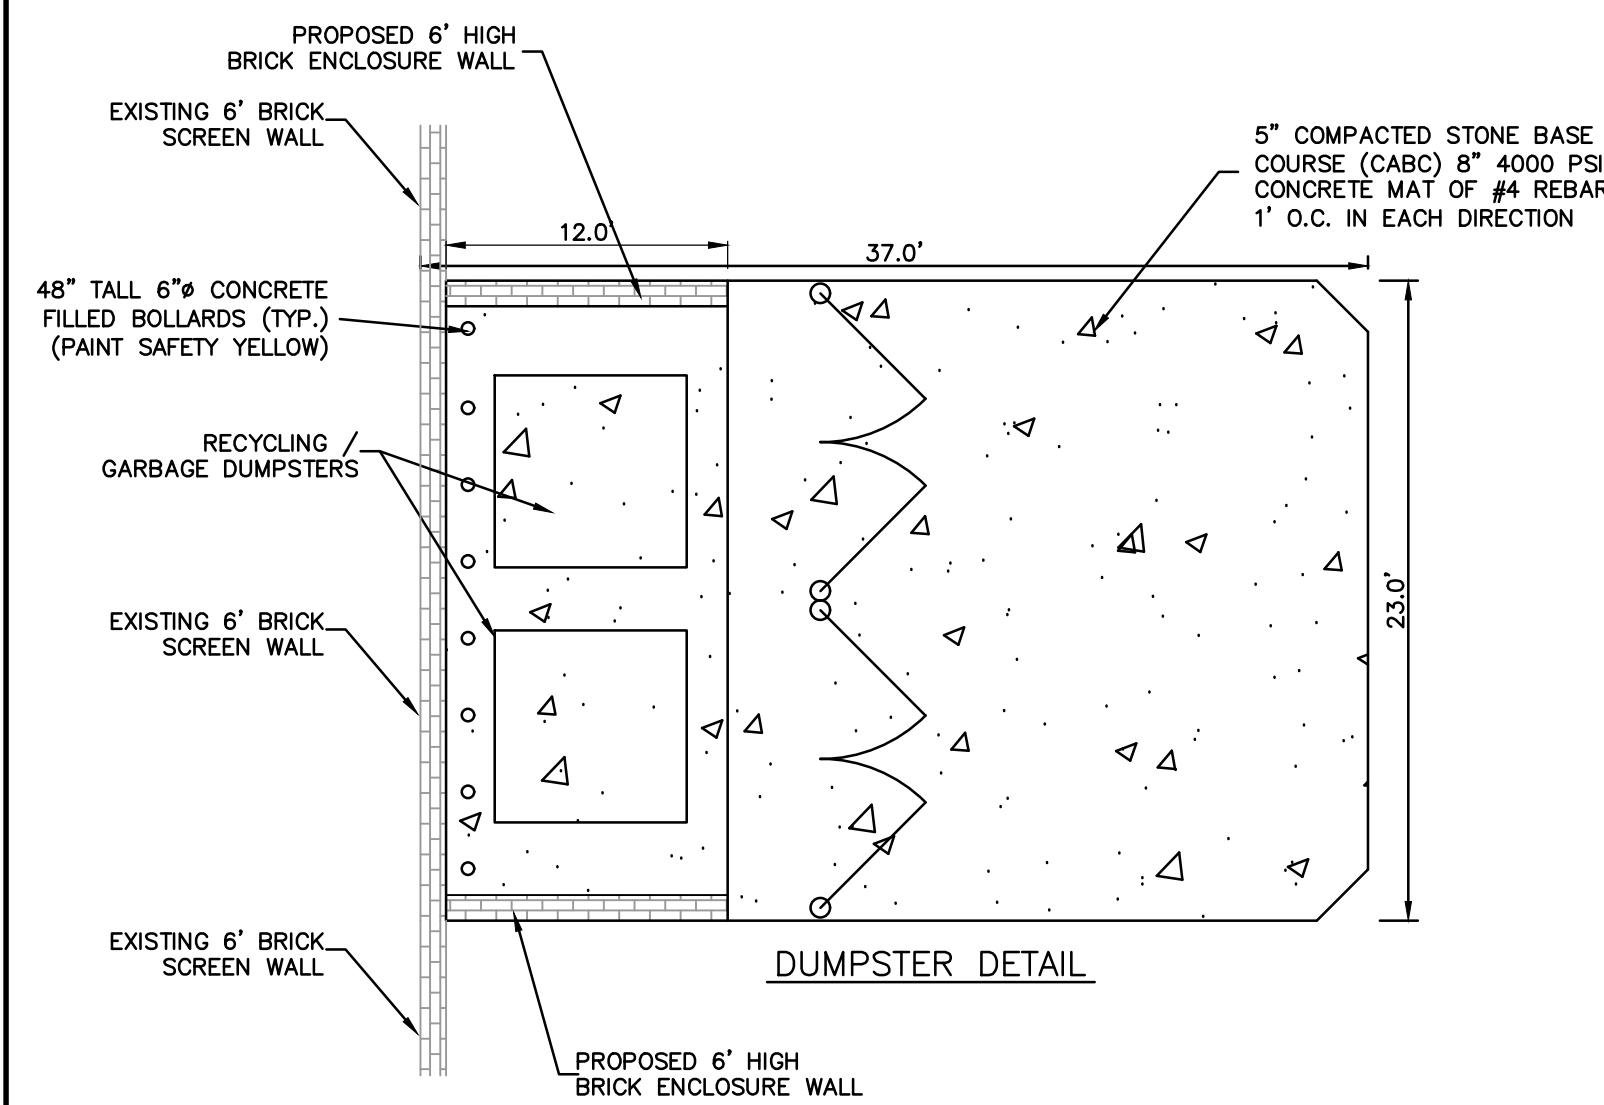 PROPOSED 6' HIGH
BRICK ENCLOSURE WALL
EXISTING 6' BRICK
SCREEN WALL
5" COMPACTED STONE BASE
COURSE (CABC) 8" 4000 PSI
CONCRETE MAT OF #4 REBAR
1' O.C. IN EACH DIRECTION
12.0'
37.0'
48" TALL 6"ø CONCRETE
FILLED BOLLARDS (TYP.)
(PAINT SAFETY YELLOW)
RECYCLING /
GARBAGE DUMPSTERS
23.0'
EXISTING 6' BRICK
SCREEN WALL
EXISTING 6' BRICK
SCREEN WALL
DUMPSTER DETAIL
PROPOSED 6' HIGH
BRICK ENCLOSURE WALL